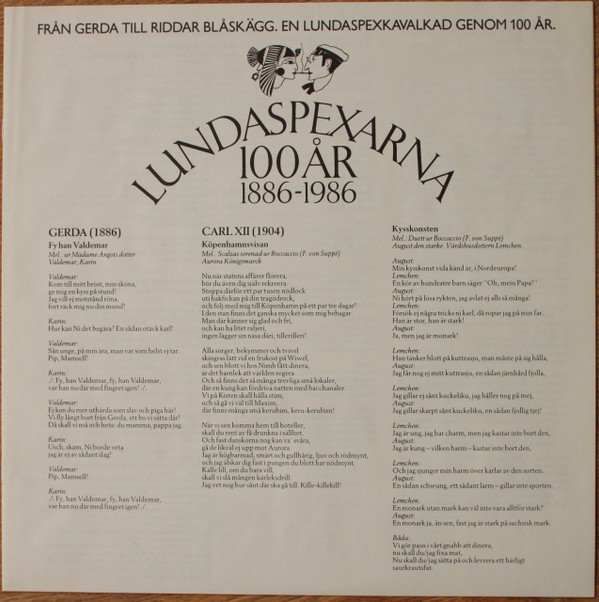 FRÅN GERDA TILL RIDDAR BLÅSKÄGG. EN LUNDASPEXKAVALKAD GENOM 100 ÅR.
LUNDASPEXARNA
100 ÅR
1886-1986
GERDA (1886)
Fy han Valdemar
Mel.: ur Madame Angots dotter
Valdemar, Karin
Valdemar:
Kom till mitt bröst, min sköna,
ge mig en kyss på stund!
Jag vill ej motstånd röna,
fort räck mig nu din mund!
Karin:
Hur kan Ni det begära? En sådan otäck karl!
Valdemar:
Sån unge, på min ära, man var som helst ej tar.
Pip, Mamsell!
Karin:
./. Fy, han Valdemar, fy, han Valdemar,
var han nu där med fingret igen? ./.
Valdemar:
Ej kan du mer uthärda som slav och piga här!
Vi fly långt bort från Gerda, ett bo vi sätta där!
Då skall vi må och heta: du mamma, pappa jag.
Karin:
Usch, skäm, Ni borde veta
jag är ej av sådant slag!
Valdemar:
Pip, Mamsell!
Karin:
./. Fy, han Valdemar, fy, han Valdemar,
var han nu där med fingret igen? ./.
CARL XII (1904)
Köpenhamnsvisan
Mel.: Scalzas serenad ur Boccaccio (F. von Suppé)
Aurora Königsmarck
Nu när statens affärer florera,
bör du även dig själv rekreera.
Stoppa därför ett par tusen nödlock
uti bakfickan på din tragödrock,
och följ med mig till Köpenhamn på ett par tre dagar!
I den stan finns det ganska mycket som mig behagar.
Man där känner sig glad och fri,
och kan ha litet raljeri,
ingen lägger sin näsa däri, tillerilleri!
Alla sorger, bekymmer och tvivel
skingras lätt vid en frukost på Wiwel,
och sen blott vi hos Nimb fått dinera,
är det hamlek att världen regera.
Och så finns det så många trevliga små lokaler,
där en kung kan fördriva natten med bacchanaler.
Vi på Kisten skall hålla stim,
och så gå vi väl till Maxim,
där finns många små kerubim, keru-kerubim!
När vi sen komma hem till hoteller,
skall du rent av få drunkna i sällhet.
Och fast danskorna nog kan va' svåra,
gå de likväl ej upp mot Aurora.
Jag är högbarmad, smärt och gullhårig, ljus och rödmynt,
och jag älskar dig fast i pungen du blott har nödmynt.
Kalle lill, om du bara vill,
skall vi slå mången kärleksdrill.
Jag vet nog hur sånt där ska gå till. Kille-killekill!
Kysskonsten
Mel.: Duett ur Boccaccio (F. von Suppé)
August den starke. Värdshusdottern Lemchen.
August:
Min kysskonst vida känd är, i Nordeuropa!
Lemchen:
En kör av hundratre barn säger "Oh, mein Papa!"
August:
Ni hört på lösa rykten, jag avlat ej alls så många!
Lemchen:
Försök ej några tricks ni karl, då ropar jag på min far.
Han är stor, han är stark!
August:
Ja, men jag är monark!
Lemchen:
Han tänker blott på kuttrasju, man måste på sig hålla,
August:
Jag får nog ej mitt kuttrasju, en sådan järnhård fjolla.
Lemchen:
Jag gillar ej sånt kuckeliku, jag håller nog på mej,
August:
Jag gillar skarpt sånt kuckeliku, en sådan fjollig tjej!
Lemchen:
Jag är ung, jag har charm, men jag kastar inte bort den,
August:
Jag är kung – vilken barm – kastar inte bort den,
Lemchen:
Och jag sjunger min harm över karlar av den sorten.
August:
En sådan schwung, ett sådant larm – gillar inte sporten.
Lemchen:
En monark utan mark kan väl inte vara alltför stark?
August:
En monark ja, än sen, fast jag är stark på sachsisk mark.
Båda:
Vi gör paus i vårt gnabb att dinera,
nu skall du/jag fixa mat,
Nu skall du/jag sätta på och leverera ett härligt
saurkrautsfat.